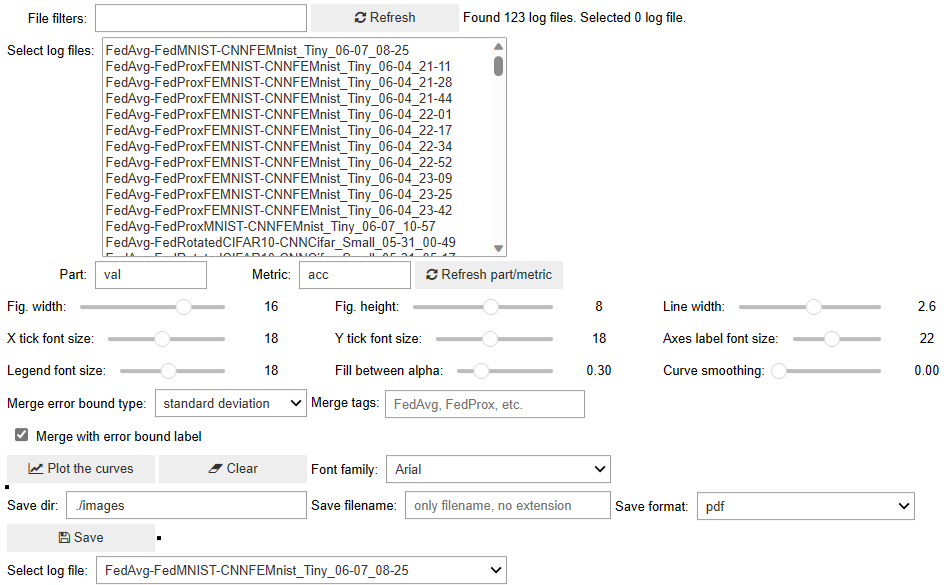 File filters: Refresh Found 123 log files. Selected 0 log file.
Select log files:
FedAvg-FedMNIST-CNNFEMnist_Tiny_06-07_08-25
FedAvg-FedProxFEMNIST-CNNFEMnist_Tiny_06-04_21-11
FedAvg-FedProxFEMNIST-CNNFEMnist_Tiny_06-04_21-28
FedAvg-FedProxFEMNIST-CNNFEMnist_Tiny_06-04_21-44
FedAvg-FedProxFEMNIST-CNNFEMnist_Tiny_06-04_22-01
FedAvg-FedProxFEMNIST-CNNFEMnist_Tiny_06-04_22-17
FedAvg-FedProxFEMNIST-CNNFEMnist_Tiny_06-04_22-34
FedAvg-FedProxFEMNIST-CNNFEMnist_Tiny_06-04_22-52
FedAvg-FedProxFEMNIST-CNNFEMnist_Tiny_06-04_23-09
FedAvg-FedProxFEMNIST-CNNFEMnist_Tiny_06-04_23-25
FedAvg-FedProxFEMNIST-CNNFEMnist_Tiny_06-04_23-42
FedAvg-FedProxMNIST-CNNFEMnist_Tiny_06-07_10-57
FedAvg-FedRotatedCIFAR10-CNNCifar_Small_05-31_00-49
FedAvg-FedRotatedCIFAR10-CNNCifar_Small_05-31_05-17
Part: val Metric: acc Refresh part/metric
Fig. width: 16 Fig. height: 8 Line width: 2.6
X tick font size: 18 Y tick font size: 18 Axes label font size: 22
Legend font size: 18 Fill between alpha: 0.30 Curve smoothing: 0.00
Merge error bound type: standard deviation Merge tags: FedAvg, FedProx, etc.
Merge with error bound label
Plot the curves Clear Font family: Arial
Save dir: ./images Save filename: only filename, no extension Save format: pdf
Save
Select log file: FedAvg-FedMNIST-CNNFEMnist_Tiny_06-07_08-25